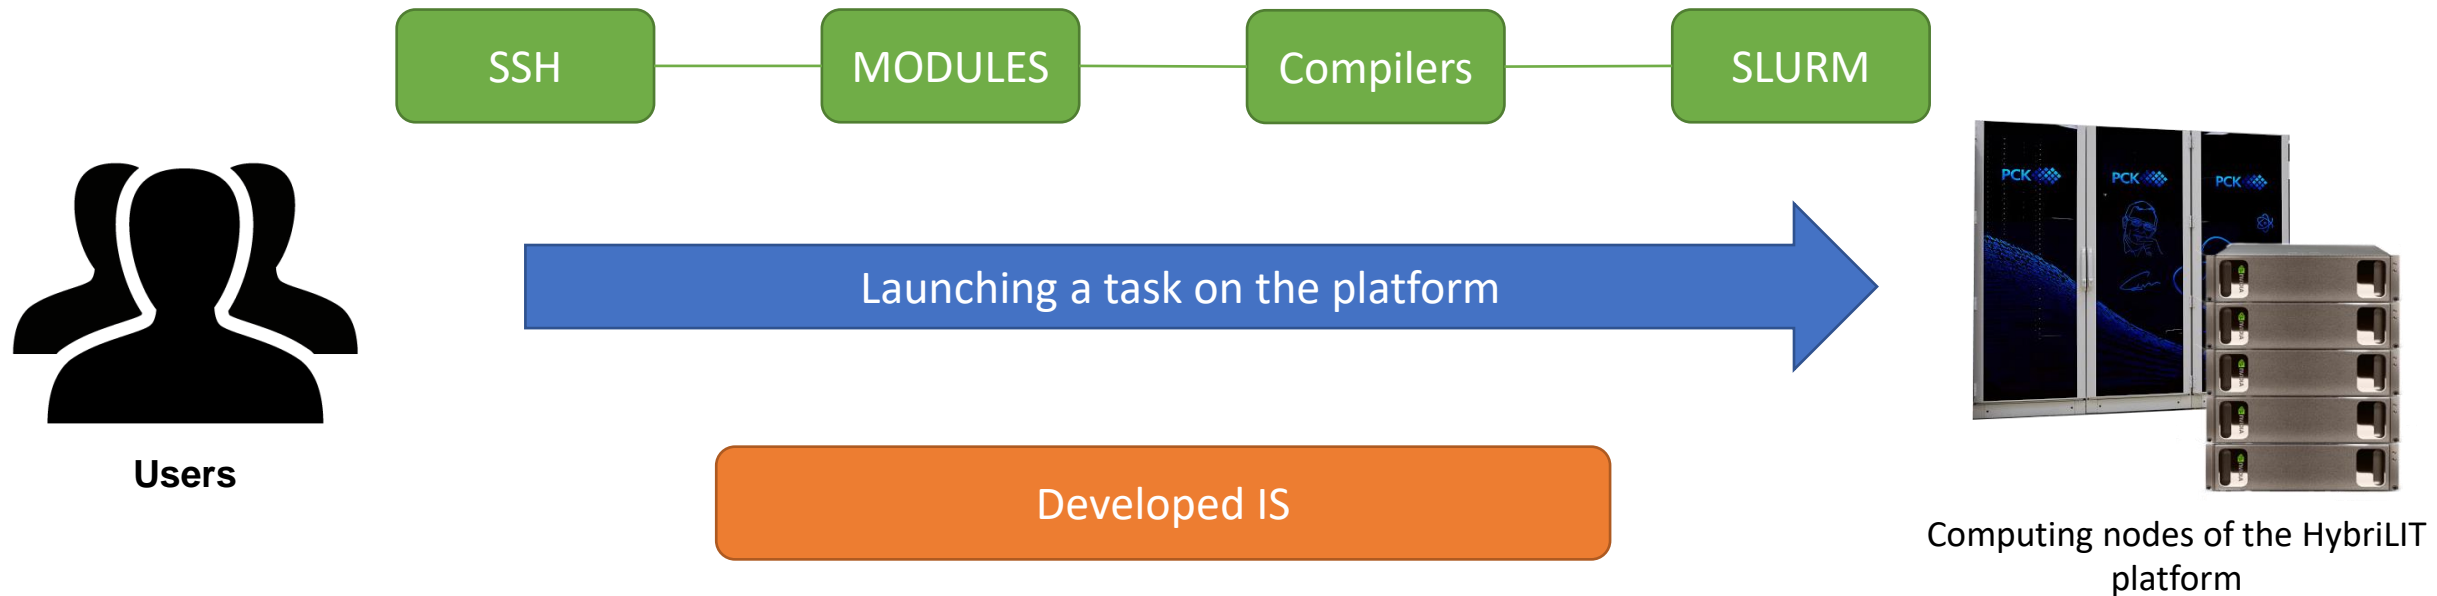 SSH
MODULES
Compilers
SLURM
PCK
PCK
PCK
Launching a task on the platform
Users
Developed IS
Computing nodes of the HybriLIT
platform